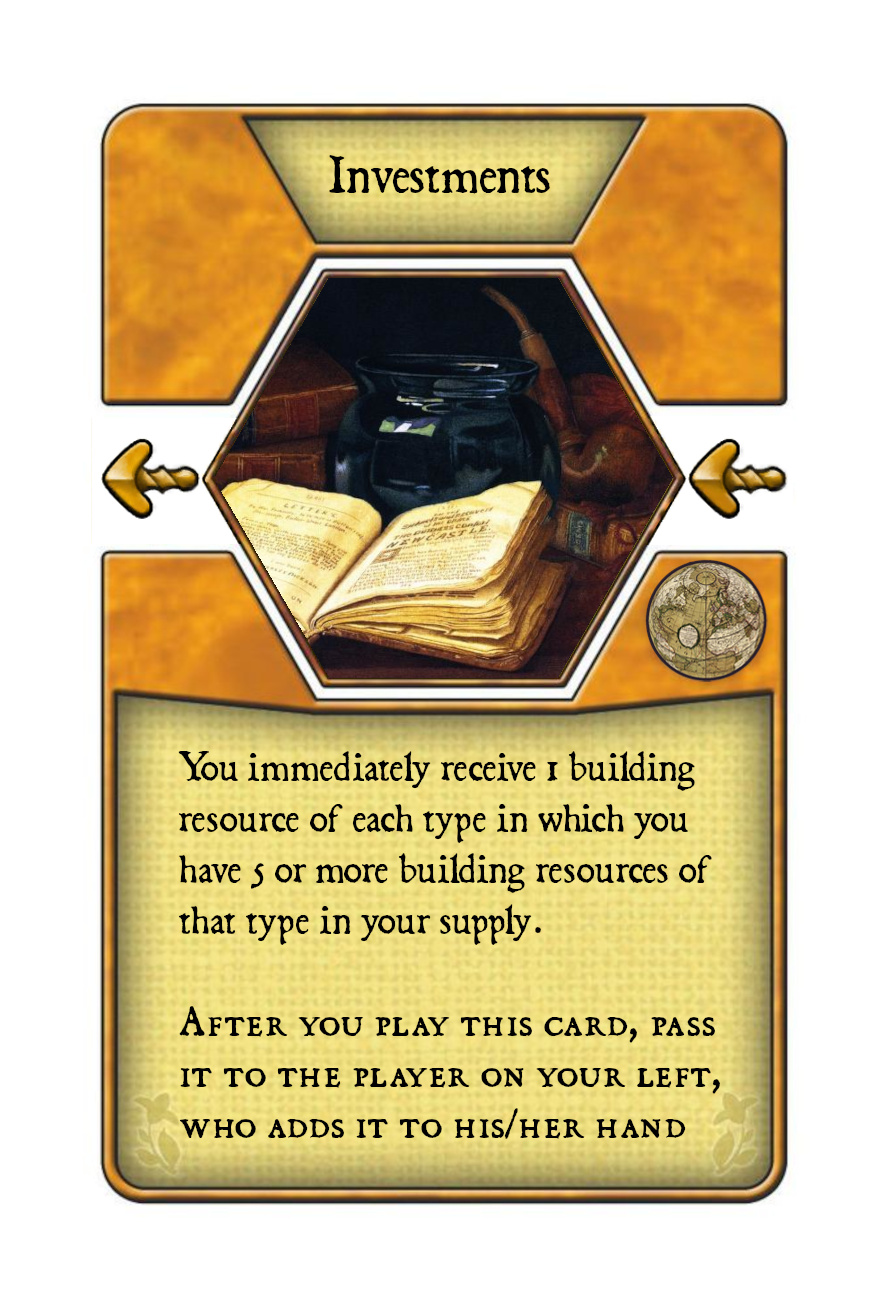 Investments
LETTERS
NEWCASTLE.
You immediately receive 1 building
resource of each type in which you
have 5 or more building resources of
that type in your supply.
After you play this card, pass
it to the player on your left,
who adds it to his/her hand